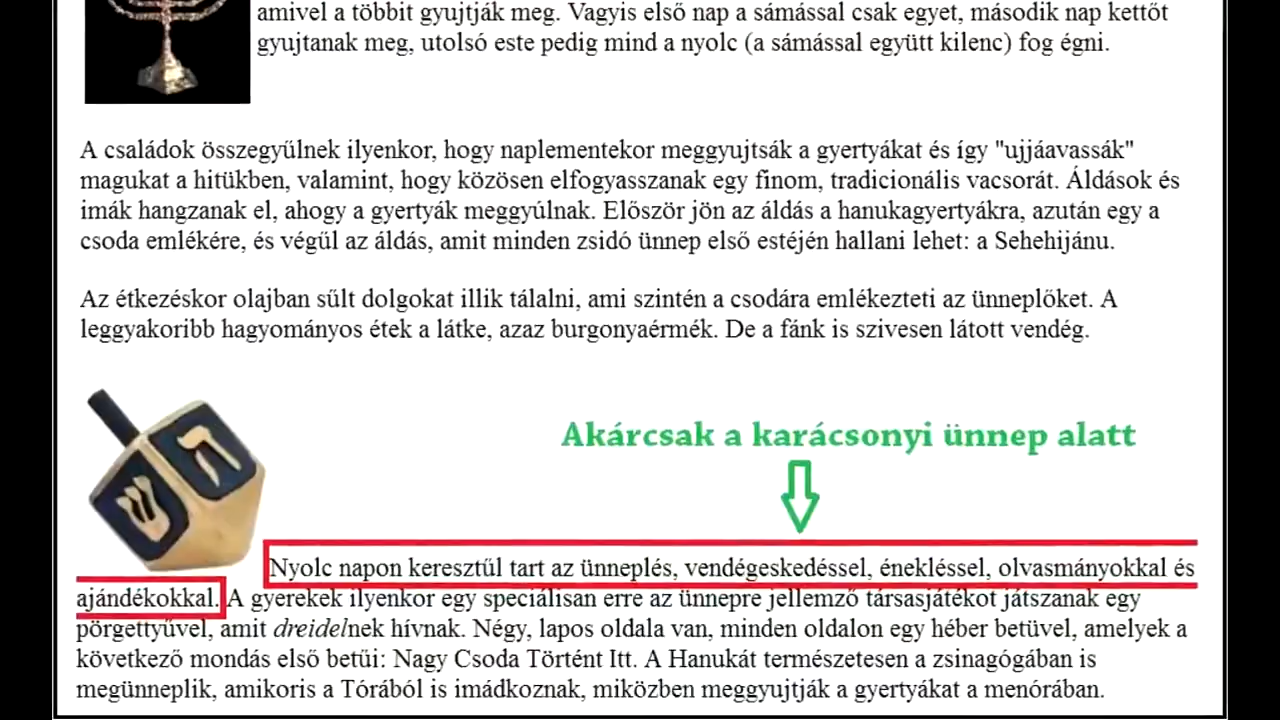 amivel a többit gyujtják meg. Vagyis első nap a sámással csak egyet, második nap kettőt
gyujtanak meg, utolsó este pedig mind a nyolc (a sámással együtt kilenc) fog égni.
A családok összegyűlnek ilyenkor, hogy naplementekor meggyujtsák a gyertyákat és így "ujjáavassák"
magukat a hitükben, valamint, hogy közösen elfogyasszanak egy finom, tradicionális vacsorát. Áldások és
imák hangzanak el, ahogy a gyertyák meggyúlnak. Először jön az áldás a hanukagyertyákra, azután egy a
csoda emlékére, és végűl az áldás, amit minden zsidó ünnep első estéjén hallani lehet: a Sehehijánu.
Az étkezéskor olajban sűlt dolgokat illik tálalni, ami szintén a csodára emlékezteti az ünneplőket. A
leggyakoribb hagyományos étek a látke, azaz burgonyaérmék. De a fánk is szivesen látott vendég.
ש ה
Akárcsak a karácsonyi ünnep alatt
Nyolc napon keresztűl tart az ünneplés, vendégeskedéssel, énekléssel, olvasmányokkal és
ajándékokkal. A gyerekek ilyenkor egy speciálisan erre az ünnepre jellemző társasjátékot játszanak egy
pörgettyűvel, amit dreidelnek hívnak. Négy, lapos oldala van, minden oldalon egy héber betüvel, amelyek a
következő mondás első betűi: Nagy Csoda Történt Itt. A Hanukát természetesen a zsinagógában is
megünneplik, amikoris a Tórából is imádkoznak, miközben meggyujtják a gyertyákat a menórában.